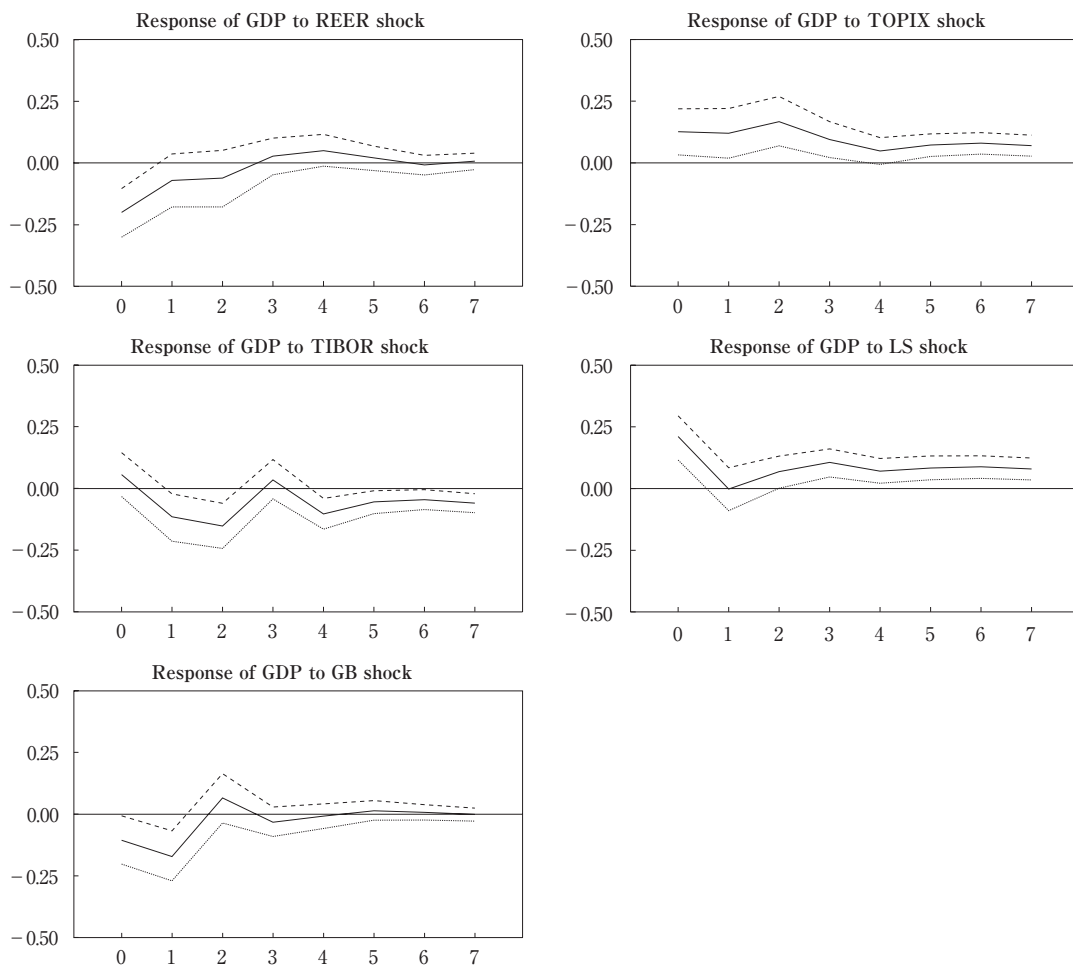 Response of GDP to REER shock
0.50
0.25
0.00
−0.25
−0.50
0 1 2 3 4 5 6 7
Response of GDP to TOPIX shock
0.50
0.25
0.00
−0.25
−0.50
0 1 2 3 4 5 6 7
Response of GDP to TIBOR shock
0.50
0.25
0.00
−0.25
−0.50
0 1 2 3 4 5 6 7
Response of GDP to LS shock
0.50
0.25
0.00
−0.25
−0.50
0 1 2 3 4 5 6 7
Response of GDP to GB shock
0.50
0.25
0.00
−0.25
−0.50
0 1 2 3 4 5 6 7